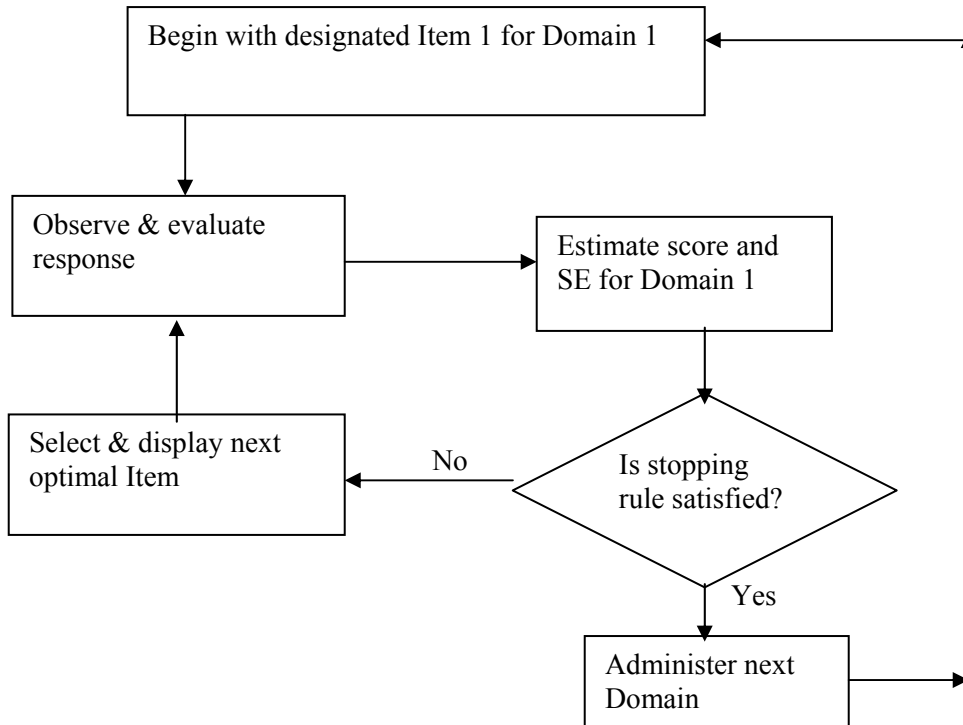 Begin with designated Item 1 for Domain 1
Observe & evaluate
response
Estimate score and
SE for Domain 1
Select & display next
optimal Item
No
Is stopping
rule satisfied?
Yes
Administer next
Domain